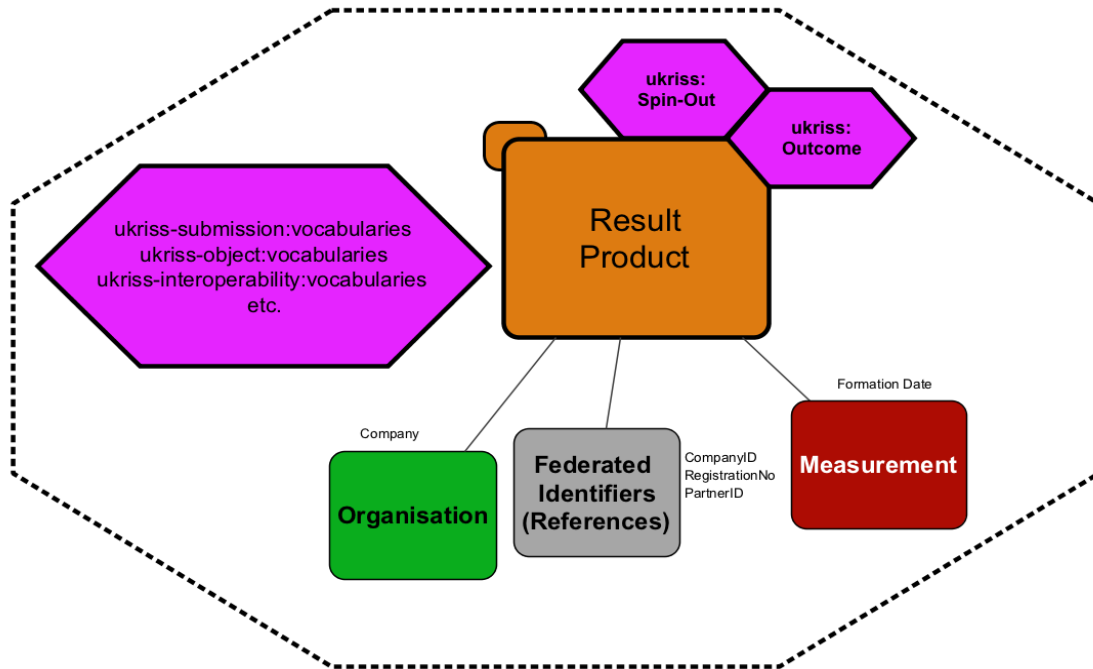 ukriss:
Spin-Out
ukriss:
Outcome
Result
Product
ukriss-submission:vocabularies
ukriss-object:vocabularies
ukriss-interoperability:vocabularies
etc.
Formation Date
Company
CompanyID
RegistrationNo
PartnerID
Federated
Identifiers
(References)
Measurement
Organisation